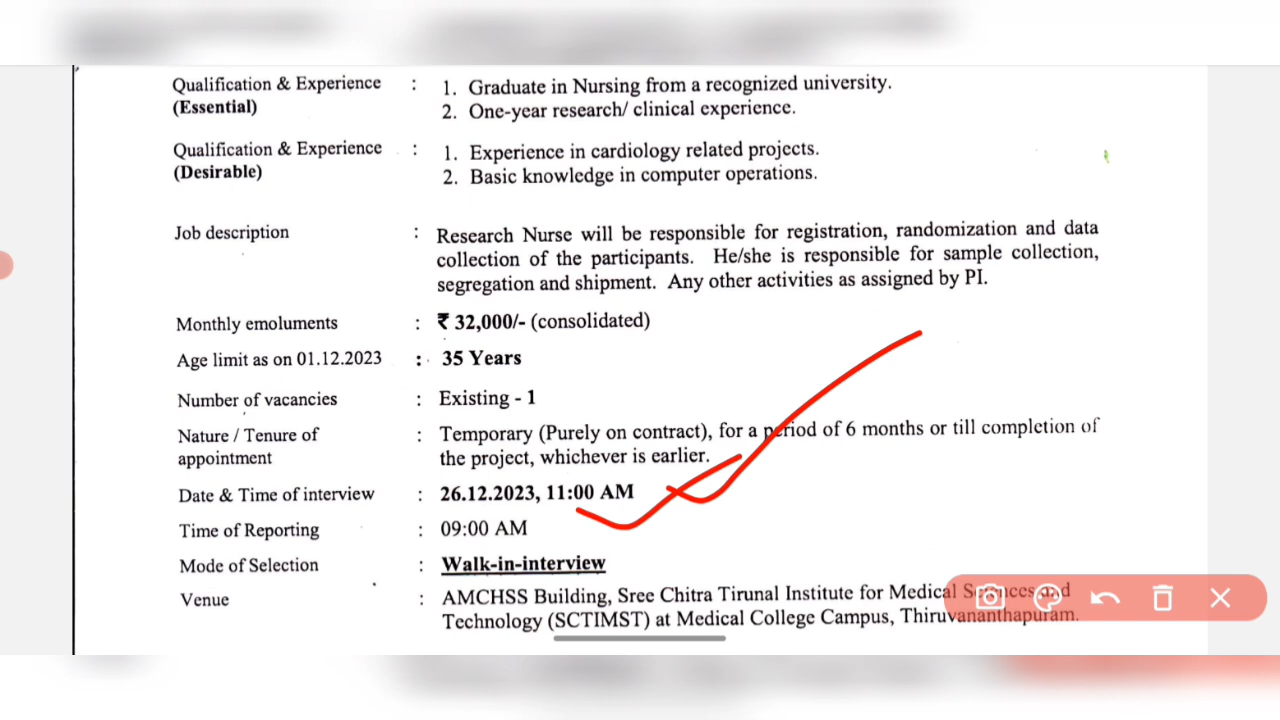 Qualification & Experience : 1. Graduate in Nursing from a recognized university.
(Essential) 2. One-year research/ clinical experience.
Qualification & Experience : 1. Experience in cardiology related projects.
(Desirable) 2. Basic knowledge in computer operations.
Job description : Research Nurse will be responsible for registration, randomization and data
collection of the participants. He/she is responsible for sample collection,
segregation and shipment. Any other activities as assigned by PI.
Monthly emoluments : ₹ 32,000/- (consolidated)
Age limit as on 01.12.2023 : 35 Years
Number of vacancies : Existing - 1
Nature / Tenure of : Temporary (Purely on contract), for a period of 6 months or till completion of
appointment the project, whichever is earlier.
Date & Time of interview : 26.12.2023, 11:00 AM
Time of Reporting : 09:00 AM
Mode of Selection : Walk-in-interview
Venue : AMCHSS Building, Sree Chitra Tirunal Institute for Medical Sciences and
Technology (SCTIMST) at Medical College Campus, Thiruvananthapuram.